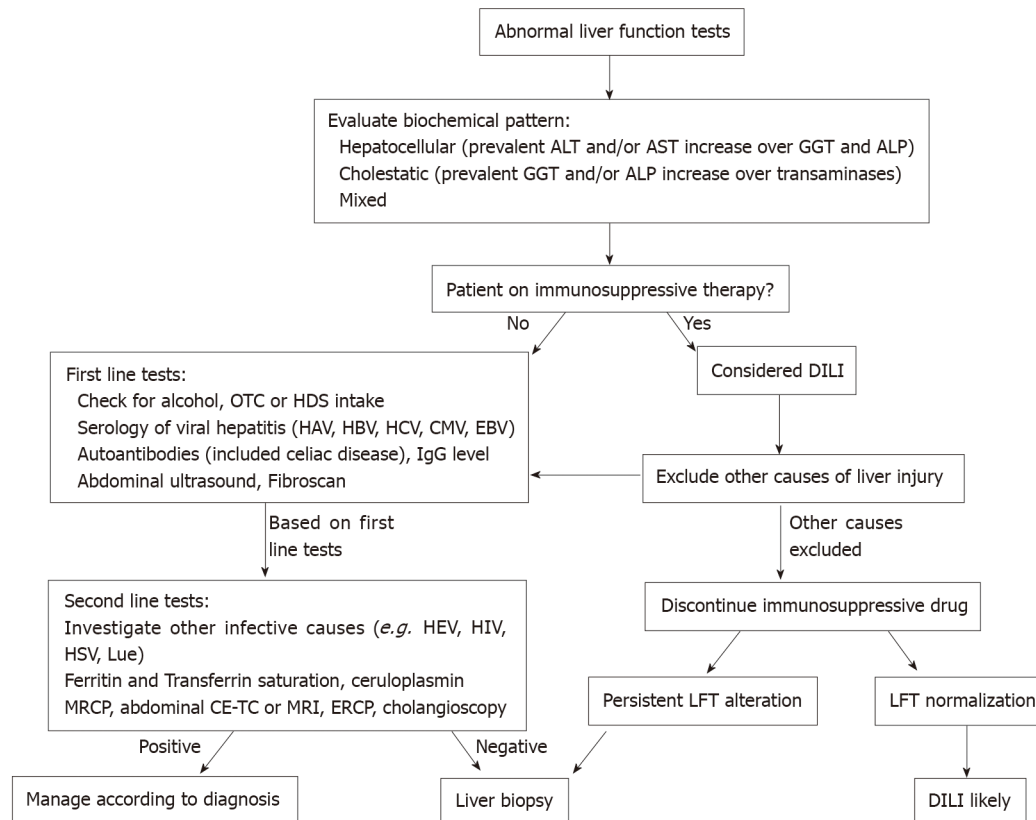 Abnormal liver function tests
Evaluate biochemical pattern:
Hepatocellular (prevalent ALT and/or AST increase over GGT and ALP)
Cholestatic (prevalent GGT and/or ALP increase over transaminases)
Mixed
Patient on immunosuppressive therapy?
No
Yes
First line tests:
Check for alcohol, OTC or HDS intake
Serology of viral hepatitis (HAV, HBV, HCV, CMV, EBV)
Autoantibodies (included celiac disease), IgG level
Abdominal ultrasound, Fibroscan
Considered DILI
Exclude other causes of liver injury
Based on first
line tests
Other causes
excluded
Second line tests:
Investigate other infective causes (e.g. HEV, HIV,
HSV, Lue)
Ferritin and Transferrin saturation, ceruloplasmin
MRCP, abdominal CE-TC or MRI, ERCP, cholangioscopy
Discontinue immunosuppressive drug
Persistent LFT alteration
LFT normalization
Positive
Negative
Manage according to diagnosis
Liver biopsy
DILI likely